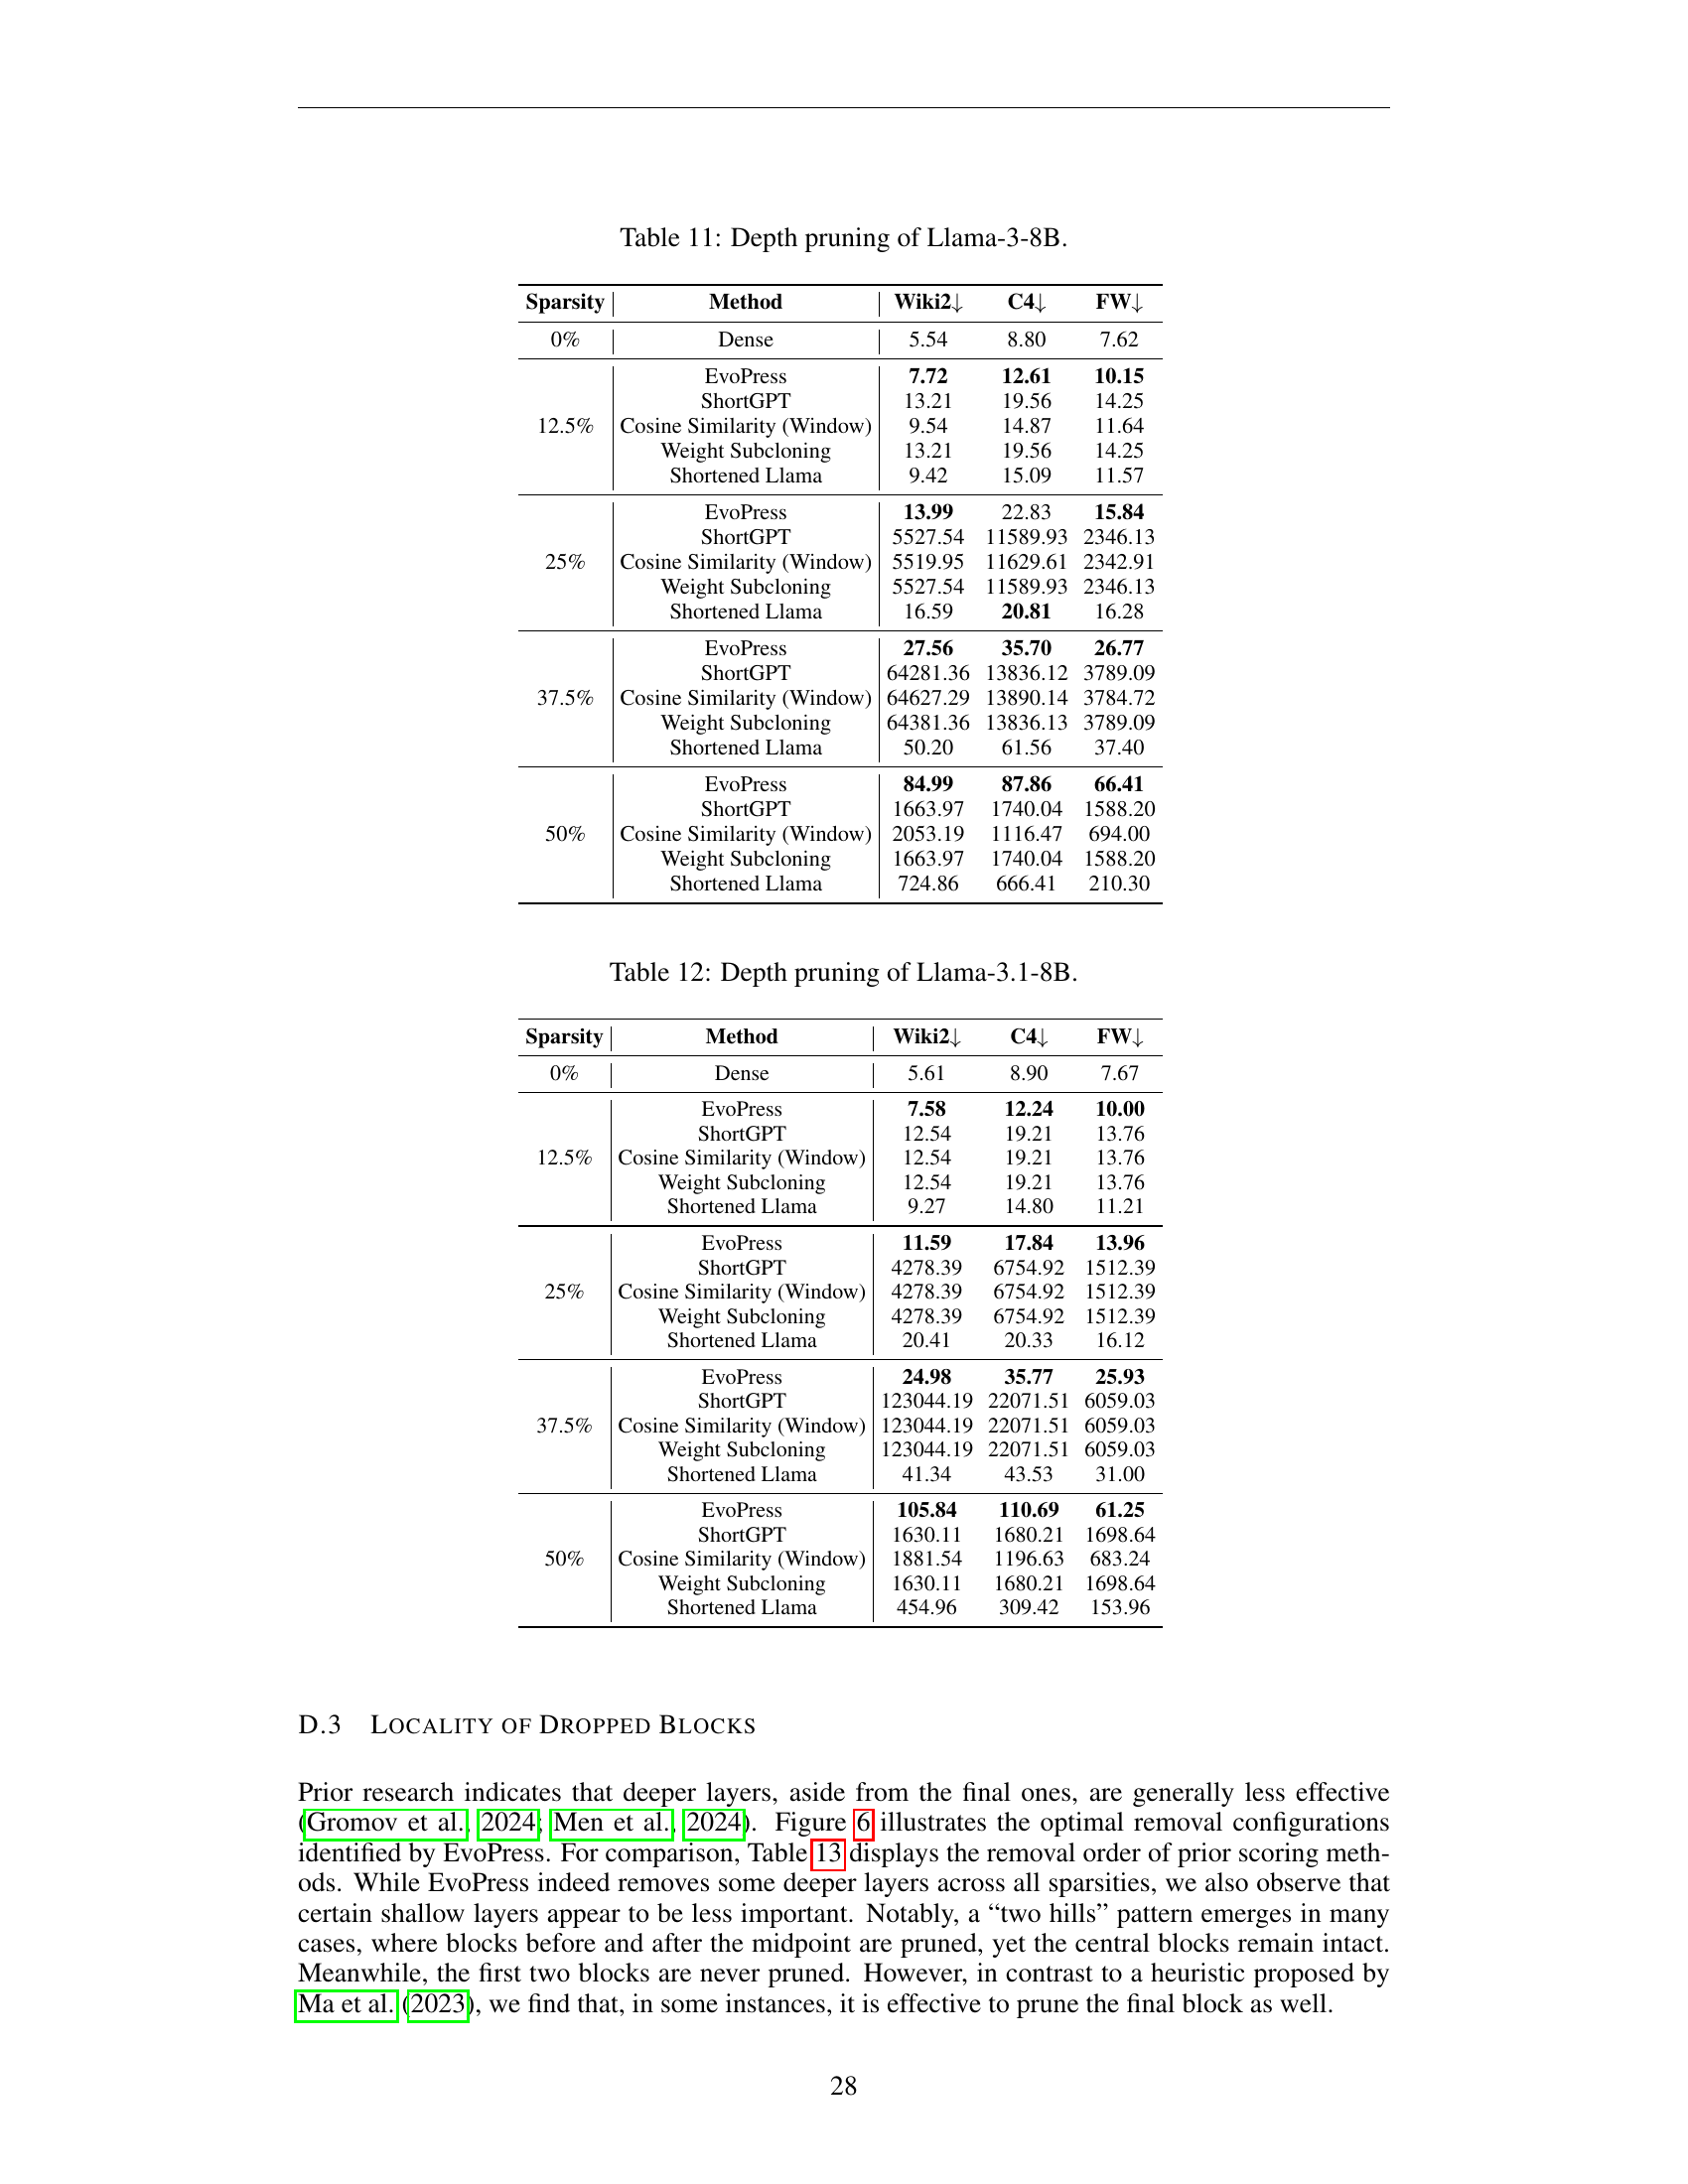 Table 11: Depth pruning of Llama-3-8B.
Sparsity Method Wiki2↓ C4↓ FW↓
0% Dense 5.54 8.80 7.62
EvoPress 7.72 12.61 10.15
ShortGPT 13.21 19.56 14.25
12.5% Cosine Similarity (Window) 9.54 14.87 11.64
Weight Subcloning 13.21 19.56 14.25
Shortened Llama 9.42 15.09 11.57
EvoPress 13.99 22.83 15.84
ShortGPT 5527.54 11589.93 2346.13
25% Cosine Similarity (Window) 5519.95 11629.61 2342.91
Weight Subcloning 5527.54 11589.93 2346.13
Shortened Llama 16.59 20.81 16.28
EvoPress 27.56 35.70 26.77
ShortGPT 64281.36 13836.12 3789.09
37.5% Cosine Similarity (Window) 64627.29 13890.14 3784.72
Weight Subcloning 64381.36 13836.13 3789.09
Shortened Llama 50.20 61.56 37.40
EvoPress 84.99 87.86 66.41
ShortGPT 1663.97 1740.04 1588.20
50% Cosine Similarity (Window) 2053.19 1116.47 694.00
Weight Subcloning 1663.97 1740.04 1588.20
Shortened Llama 724.86 666.41 210.30
Table 12: Depth pruning of Llama-3.1-8B.
Sparsity Method Wiki2↓ C4↓ FW↓
0% Dense 5.61 8.90 7.67
EvoPress 7.58 12.24 10.00
ShortGPT 12.54 19.21 13.76
12.5% Cosine Similarity (Window) 12.54 19.21 13.76
Weight Subcloning 12.54 19.21 13.76
Shortened Llama 9.27 14.80 11.21
EvoPress 11.59 17.84 13.96
ShortGPT 4278.39 6754.92 1512.39
25% Cosine Similarity (Window) 4278.39 6754.92 1512.39
Weight Subcloning 4278.39 6754.92 1512.39
Shortened Llama 20.41 20.33 16.12
EvoPress 24.98 35.77 25.93
ShortGPT 123044.19 22071.51 6059.03
37.5% Cosine Similarity (Window) 123044.19 22071.51 6059.03
Weight Subcloning 123044.19 22071.51 6059.03
Shortened Llama 41.34 43.53 31.00
EvoPress 105.84 110.69 61.25
ShortGPT 1630.11 1680.21 1698.64
50% Cosine Similarity (Window) 1881.54 1196.63 683.24
Weight Subcloning 1630.11 1680.21 1698.64
Shortened Llama 454.96 309.42 153.96
D.3 LOCALITY OF DROPPED BLOCKS
Prior research indicates that deeper layers, aside from the final ones, are generally less effective
(Gromov et al., 2024; Men et al., 2024). Figure 6 illustrates the optimal removal configurations
identified by EvoPress. For comparison, Table 13 displays the removal order of prior scoring meth-
ods. While EvoPress indeed removes some deeper layers across all sparsities, we also observe that
certain shallow layers appear to be less important. Notably, a “two hills” pattern emerges in many
cases, where blocks before and after the midpoint are pruned, yet the central blocks remain intact.
Meanwhile, the first two blocks are never pruned. However, in contrast to a heuristic proposed by
Ma et al. (2023), we find that, in some instances, it is effective to prune the final block as well.
28